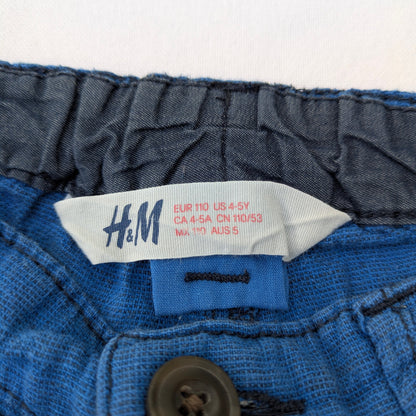 H&M
EUR 110 US 4-5Y
CA 4-5A CN 110/53
MX 110 AUS 5